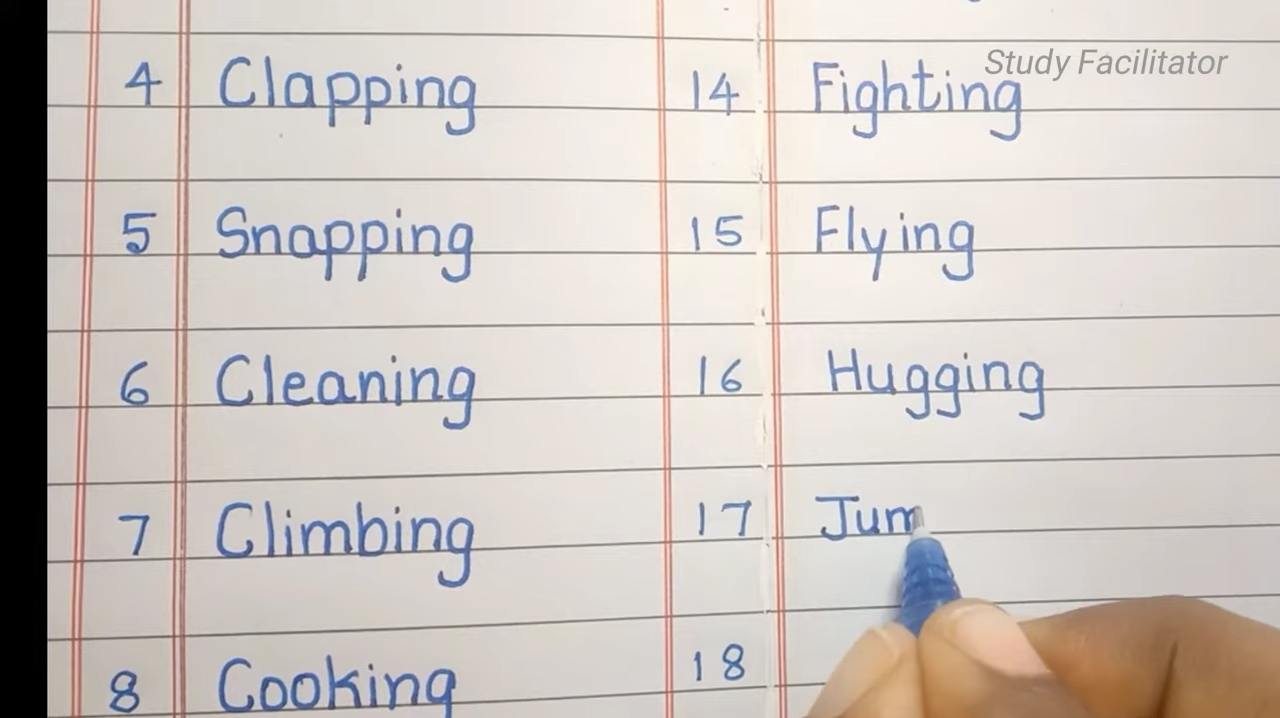 Study Facilitator
4 Clapping
14 Fighting
5 Snapping
15 Flying
6 Cleaning
16 Hugging
7 Climbing
17 Jum
8 Cooking
18